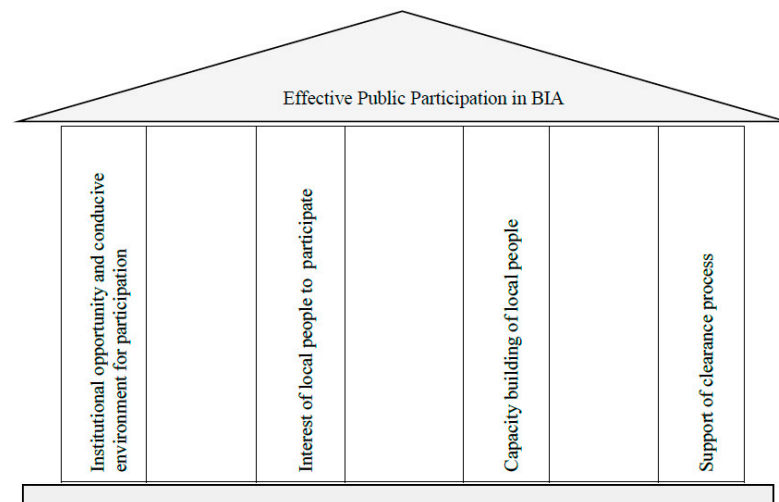 Effective Public Participation in BIA
Institutional opportunity and conducive
environment for participation
Interest of local people to participate
Capacity building of local people
Support of clearance process